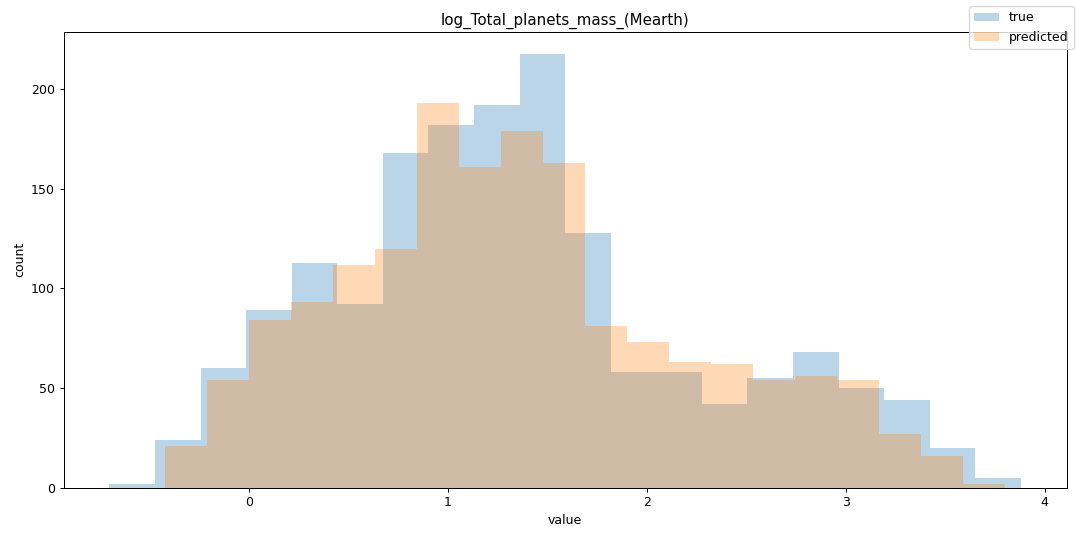 log_Total_planets_mass_(Mearth)
true
predicted
200
150
100
50
0
count
0 1 2 3 4
value